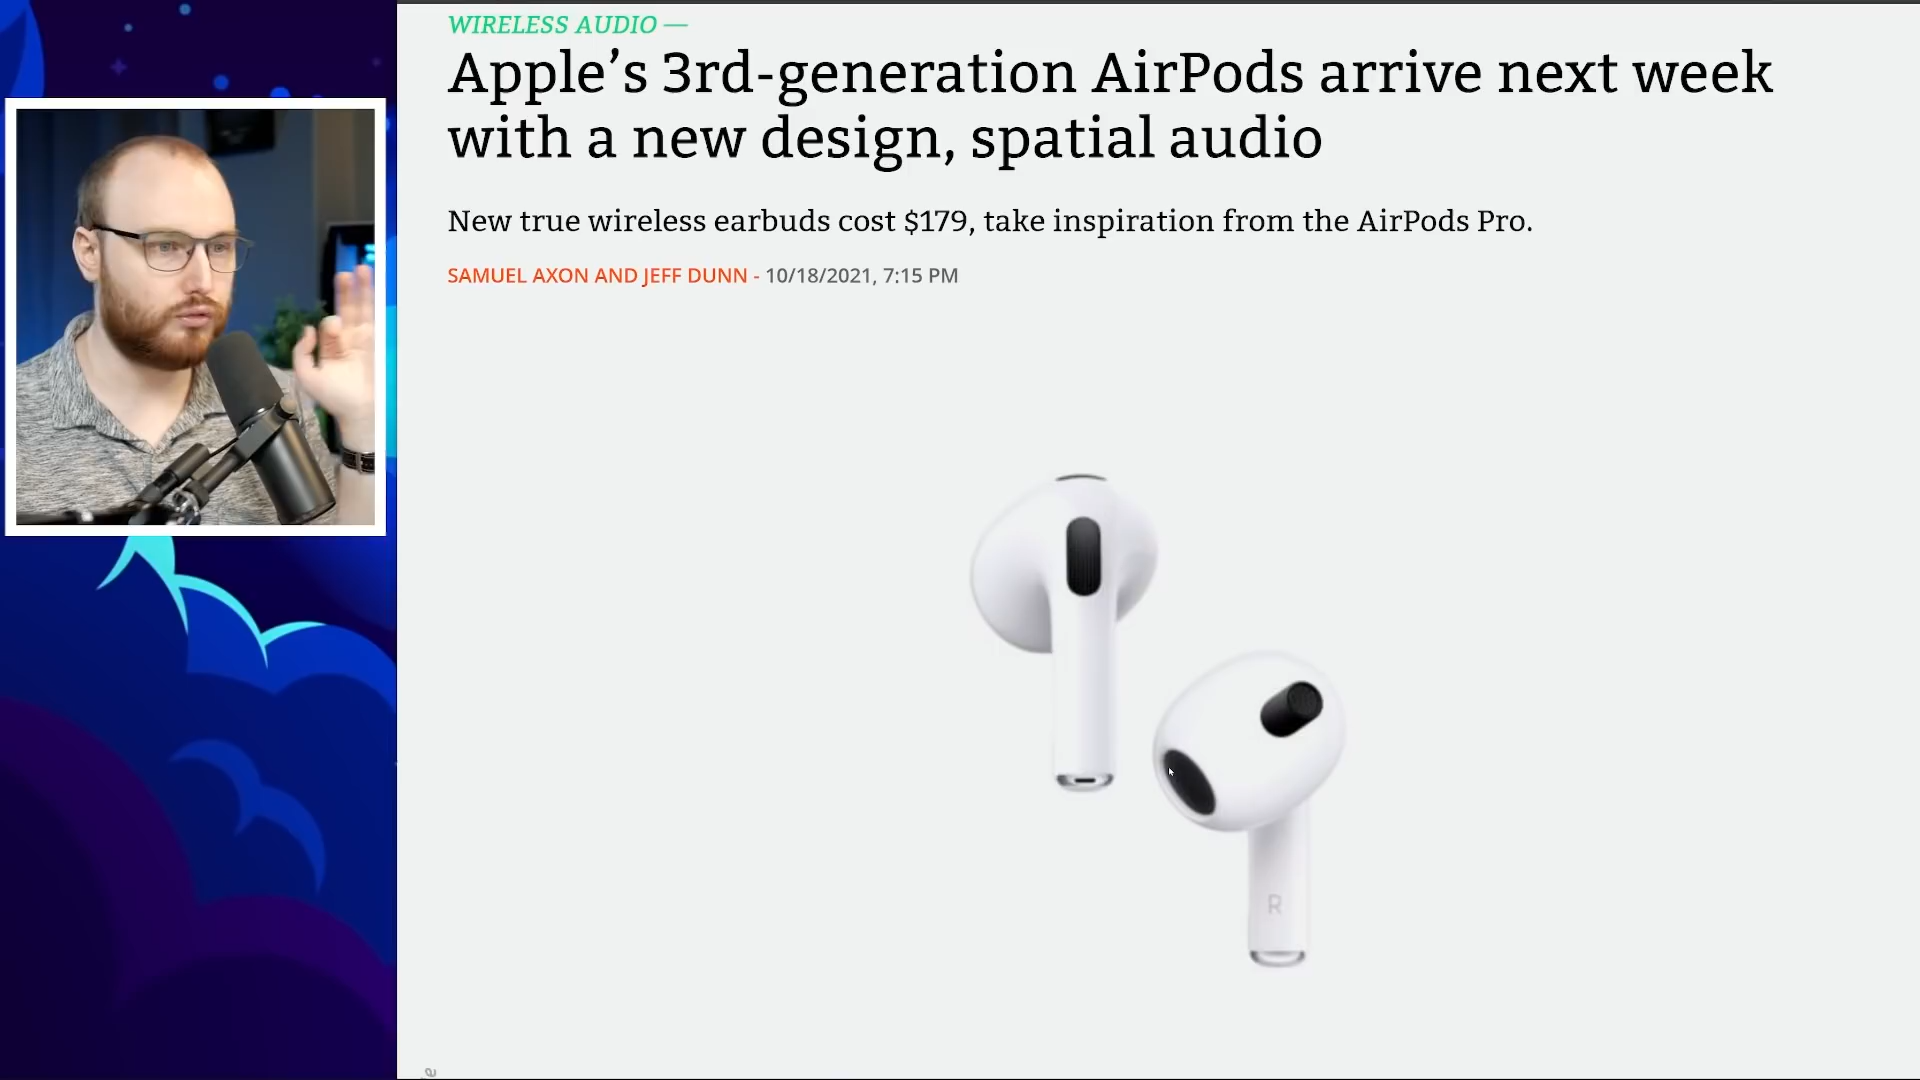 WIRELESS AUDIO —
Apple’s 3rd-generation AirPods arrive next week
with a new design, spatial audio
New true wireless earbuds cost $179, take inspiration from the AirPods Pro.
SAMUEL AXON AND JEFF DUNN - 10/18/2021, 7:15 PM
R